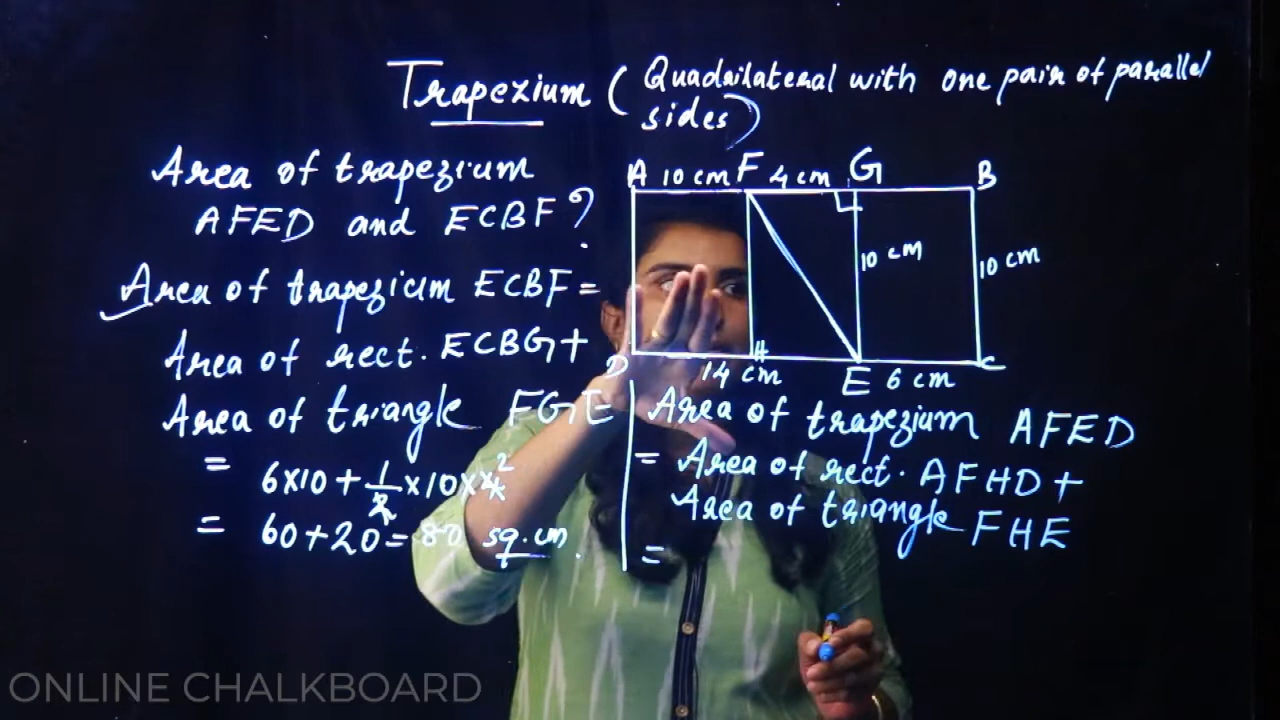 Trapezium ( Quadrilateral with one pair of parallel
sides )
Area of trapezium
AFED and ECBF ?
Area of trapezium ECBF =
Area of rect. ECBG +
Area of triangle FGE
= 6x10 + 1/2 x 10 x 4 2
= 60+20 = 80 sq.cm.
A 10 cm F 4 cm G B
10 cm 10 cm
D 14 cm H E 6 cm C
Area of trapezium AFED
= Area of rect. AFHD +
Area of triangle FHE
=
ONLINE CHALKBOARD